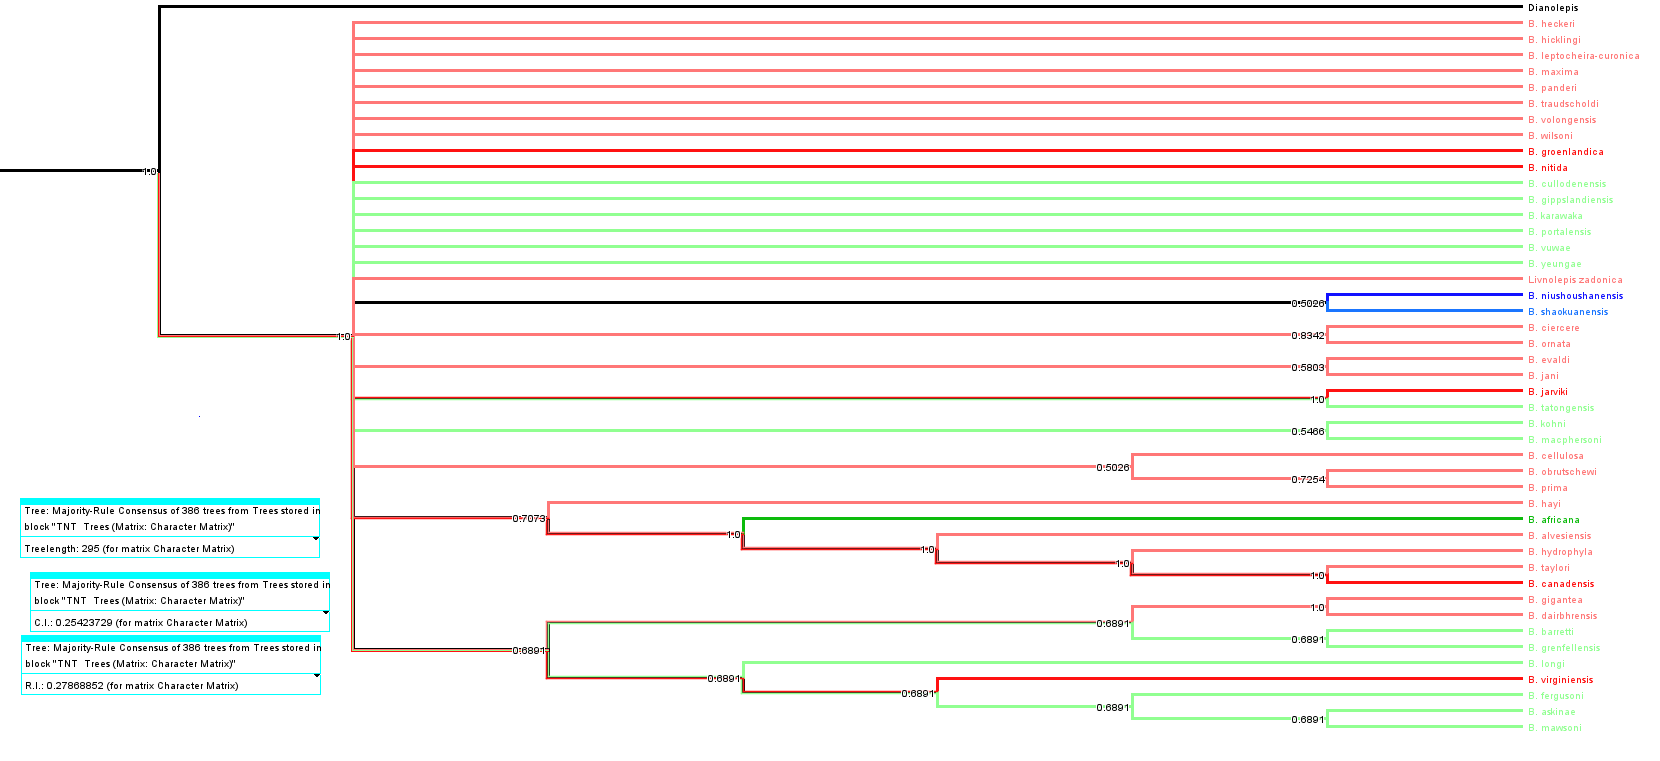 Dianolepis
B. heckeri
B. hicklingi
B. leptocheira-curonica
B. maxima
B. panderi
B. traudscholdi
B. volongensis
B. wilsoni
B. groenlandica
1.0
B. nitida
B. cullodenensis
B. gippslandiensis
B. karawaka
B. portalensis
B. vuwae
B. yeungae
Livnolepis zadonica
B. niushoushanensis
0.5026
B. shaokuanensis
B. ciercere
1.0
0.8342
B. ornata
B. evaldi
0.5803
B. jani
B. jarviki
1.0
B. tatongensis
B. kohni
0.5466
B. macphersoni
B. cellulosa
0.5026
B. obrutschewi
0.7254
B. prima
B. hayi
0.7073
B. africana
1.0
B. alvesiensis
1.0
B. hydrophyla
1.0
B. taylori
1.0
B. canadensis
B. gigantea
1.0
B. dairbhrensis
0.6891
B. barretti
0.6891
B. grenfellensis
0.6891
B. longi
0.6891
B. virginiensis
0.6891
B. fergusoni
0.6891
B. askinae
0.6891
B. mawsoni
Tree: Majority-Rule Consensus of 386 trees from Trees stored in
block "TNT Trees (Matrix: Character Matrix)"
Treelength: 295 (for matrix Character Matrix)
Tree: Majority-Rule Consensus of 386 trees from Trees stored in
block "TNT Trees (Matrix: Character Matrix)"
C.I.: 0.25423729 (for matrix Character Matrix)
Tree: Majority-Rule Consensus of 386 trees from Trees stored in
block "TNT Trees (Matrix: Character Matrix)"
R.I.: 0.27868852 (for matrix Character Matrix)